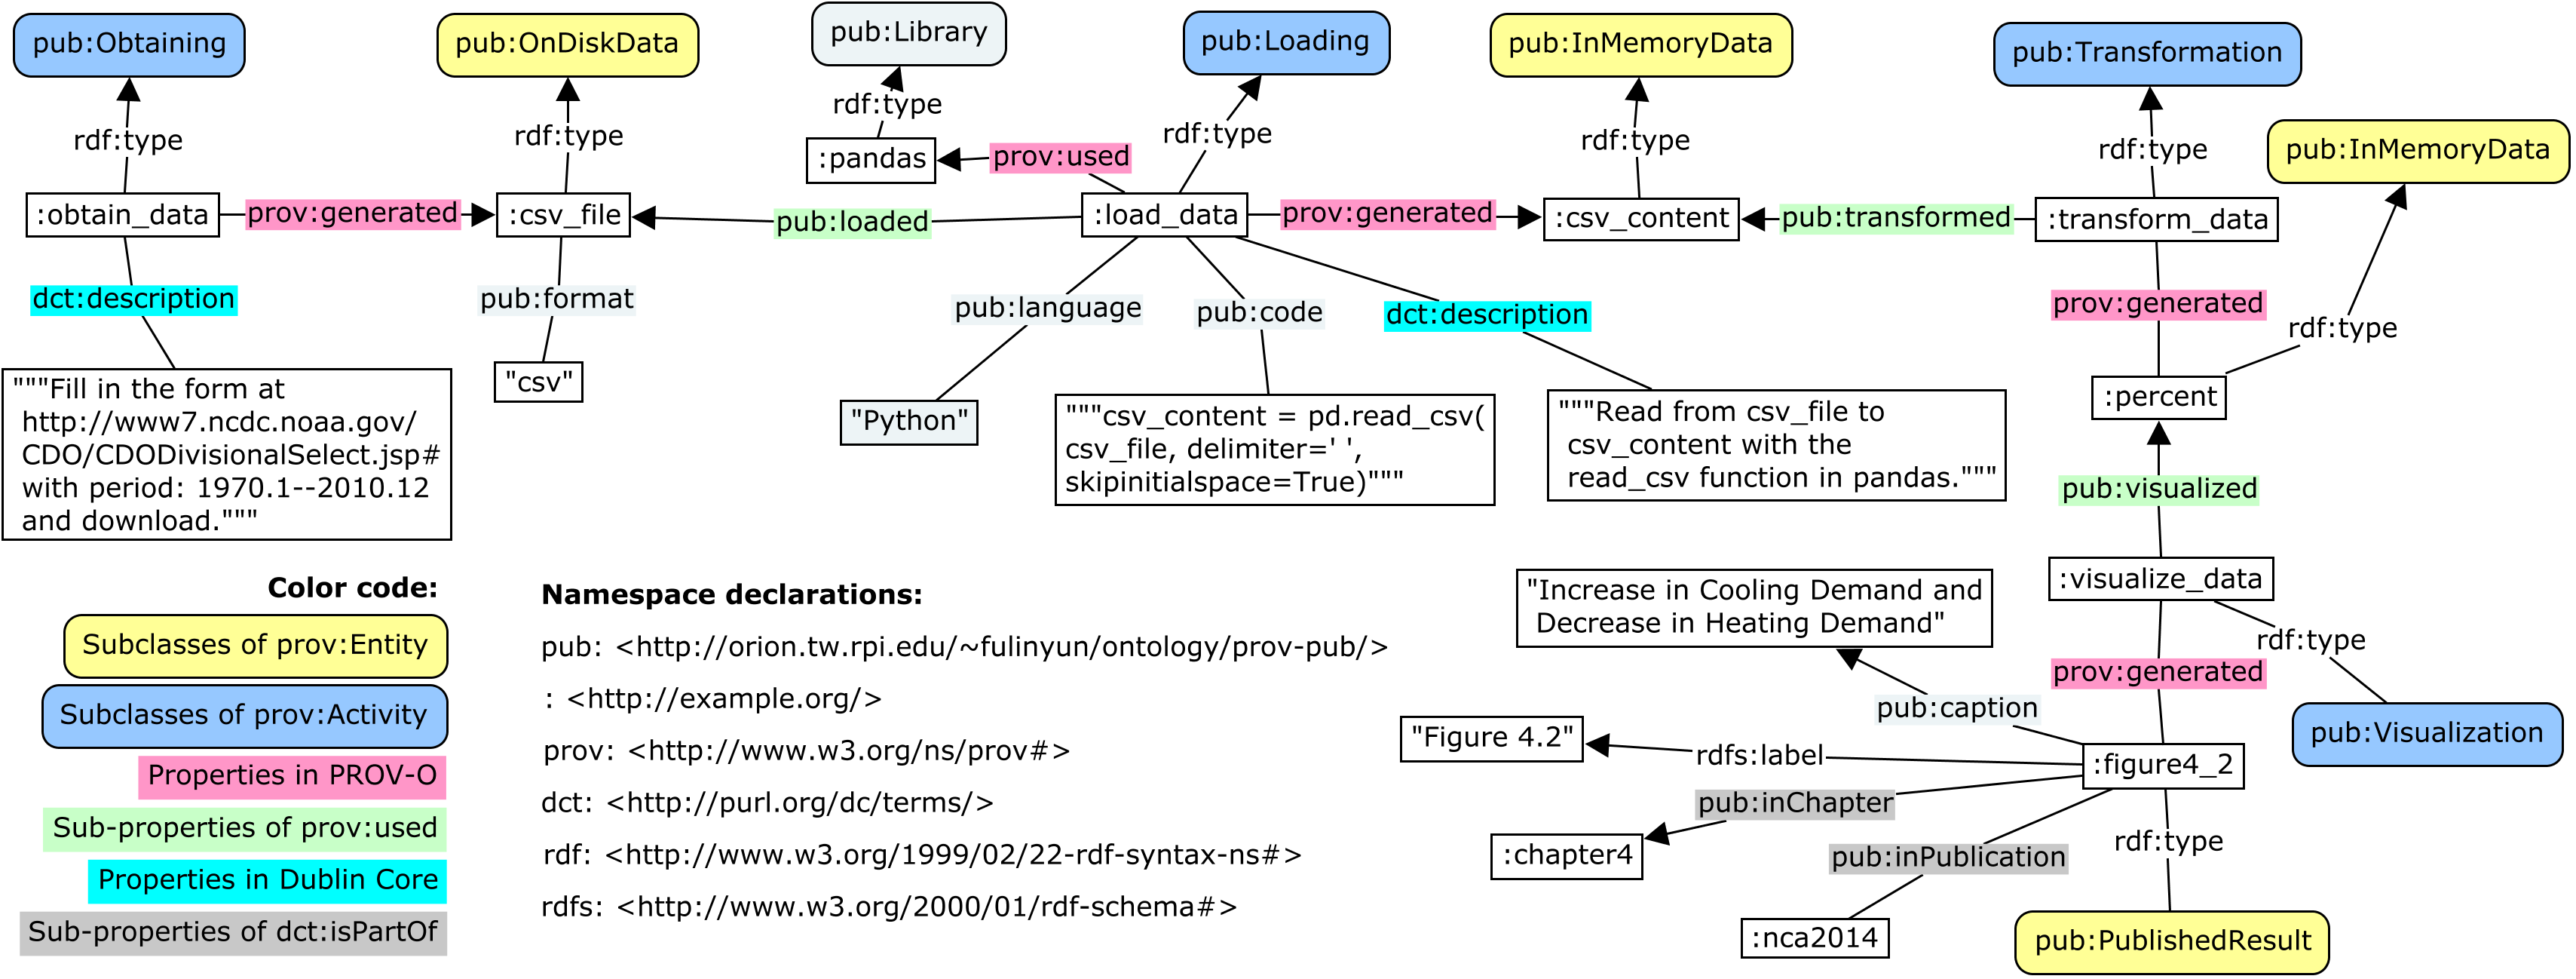 pub:Obtaining
pub:OnDiskData
pub:Library
pub:Loading
pub:InMemoryData
pub:Transformation
rdf:type
rdf:type
rdf:type
rdf:type
rdf:type
rdf:type
pub:InMemoryData
:pandas
prov:used
:obtain_data
prov:generated
:csv_file
pub:loaded
:load_data
prov:generated
:csv_content
pub:transformed
:transform_data
dct:description
pub:format
pub:language
pub:code
dct:description
prov:generated
rdf:type
"""Fill in the form at
http://www7.ncdc.noaa.gov/
CDO/CDODivisionalSelect.jsp#
with period: 1970.1--2010.12
and download."""
"csv"
"Python"
"""csv_content = pd.read_csv(
csv_file, delimiter=' ',
skipinitialspace=True)"""
"""Read from csv_file to
csv_content with the
read_csv function in pandas."""
:percent
pub:visualized
:visualize_data
rdf:type
prov:generated
pub:Visualization
"Increase in Cooling Demand and
Decrease in Heating Demand"
pub:caption
"Figure 4.2"
rdfs:label
:figure4_2
pub:inChapter
:chapter4
pub:inPublication
:nca2014
rdf:type
pub:PublishedResult
Color code:
Subclasses of prov:Entity
Subclasses of prov:Activity
Properties in PROV-O
Sub-properties of prov:used
Properties in Dublin Core
Sub-properties of dct:isPartOf
Namespace declarations:
pub: <http://orion.tw.rpi.edu/~fulinyun/ontology/prov-pub/>
: <http://example.org/>
prov: <http://www.w3.org/ns/prov#>
dct: <http://purl.org/dc/terms/>
rdf: <http://www.w3.org/1999/02/22-rdf-syntax-ns#>
rdfs: <http://www.w3.org/2000/01/rdf-schema#>